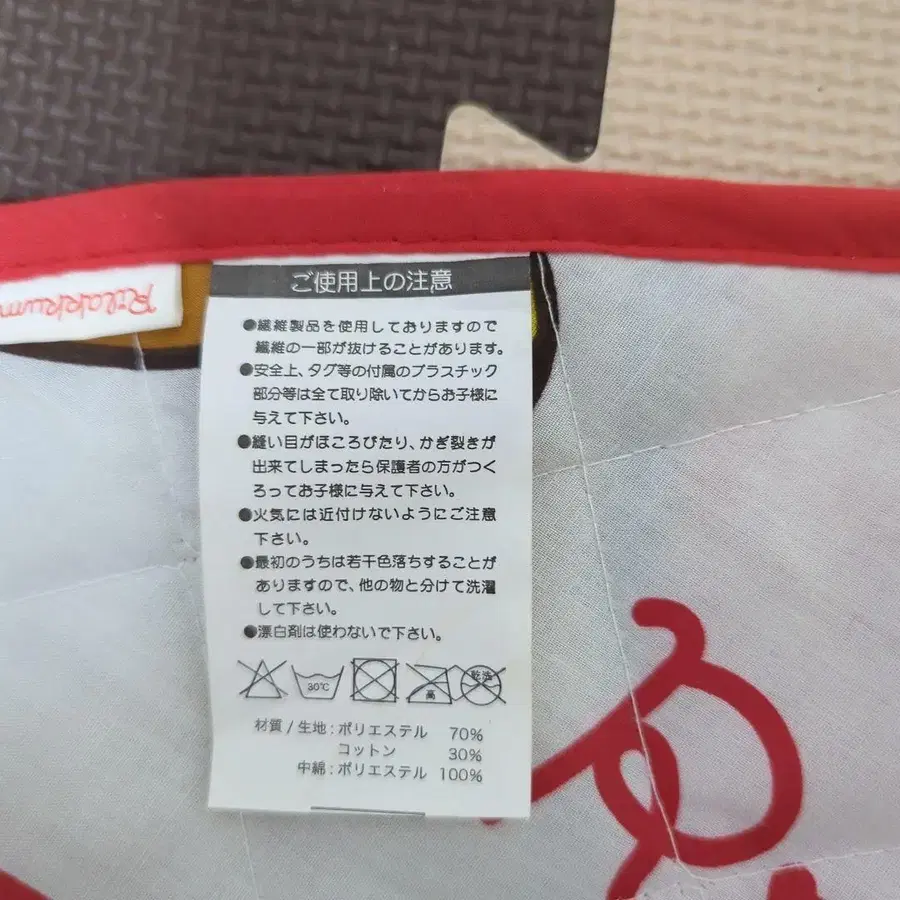 ご使用上の注意
Rilakkum
●繊維製品を使用しておりますので
繊維の一部が抜けることがあります。
●安全上、タグ等の付属のプラスチック
部分等は全て取り除いてからお子様に
与えて下さい。
●縫い目がほころびたり、かぎ裂きが
出来てしまったら保護者の方がつく
ろってお子様に与えて下さい。
●火気には近付けないようにご注意
下さい。
●最初のうちは若干色落ちすることが
ありますので、他の物と分けて洗濯
して下さい。
●漂白剤は使わないで下さい。
30℃ 高 乾洗
材質/生地:ポリエステル 70%
コットン 30%
中綿:ポリエステル 100%